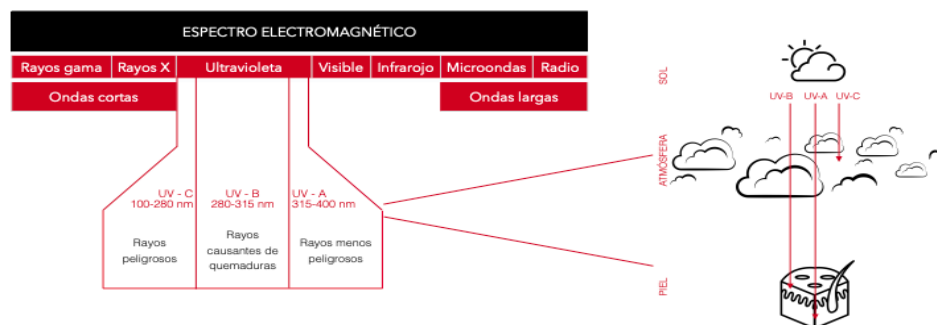 ESPECTRO ELECTROMAGNÉTICO
Rayos gama Rayos X Ultravioleta Visible Infrarojo Microondas Radio
Ondas cortas Ondas largas
UV - C
100-280 nm
Rayos
peligrosos
UV - B
280-315 nm
Rayos
causantes de
quemaduras
UV - A
315-400 nm
Rayos menos
peligrosos
SOL
UV-B UV-A UV-C
ATMÓSFERA
PIEL